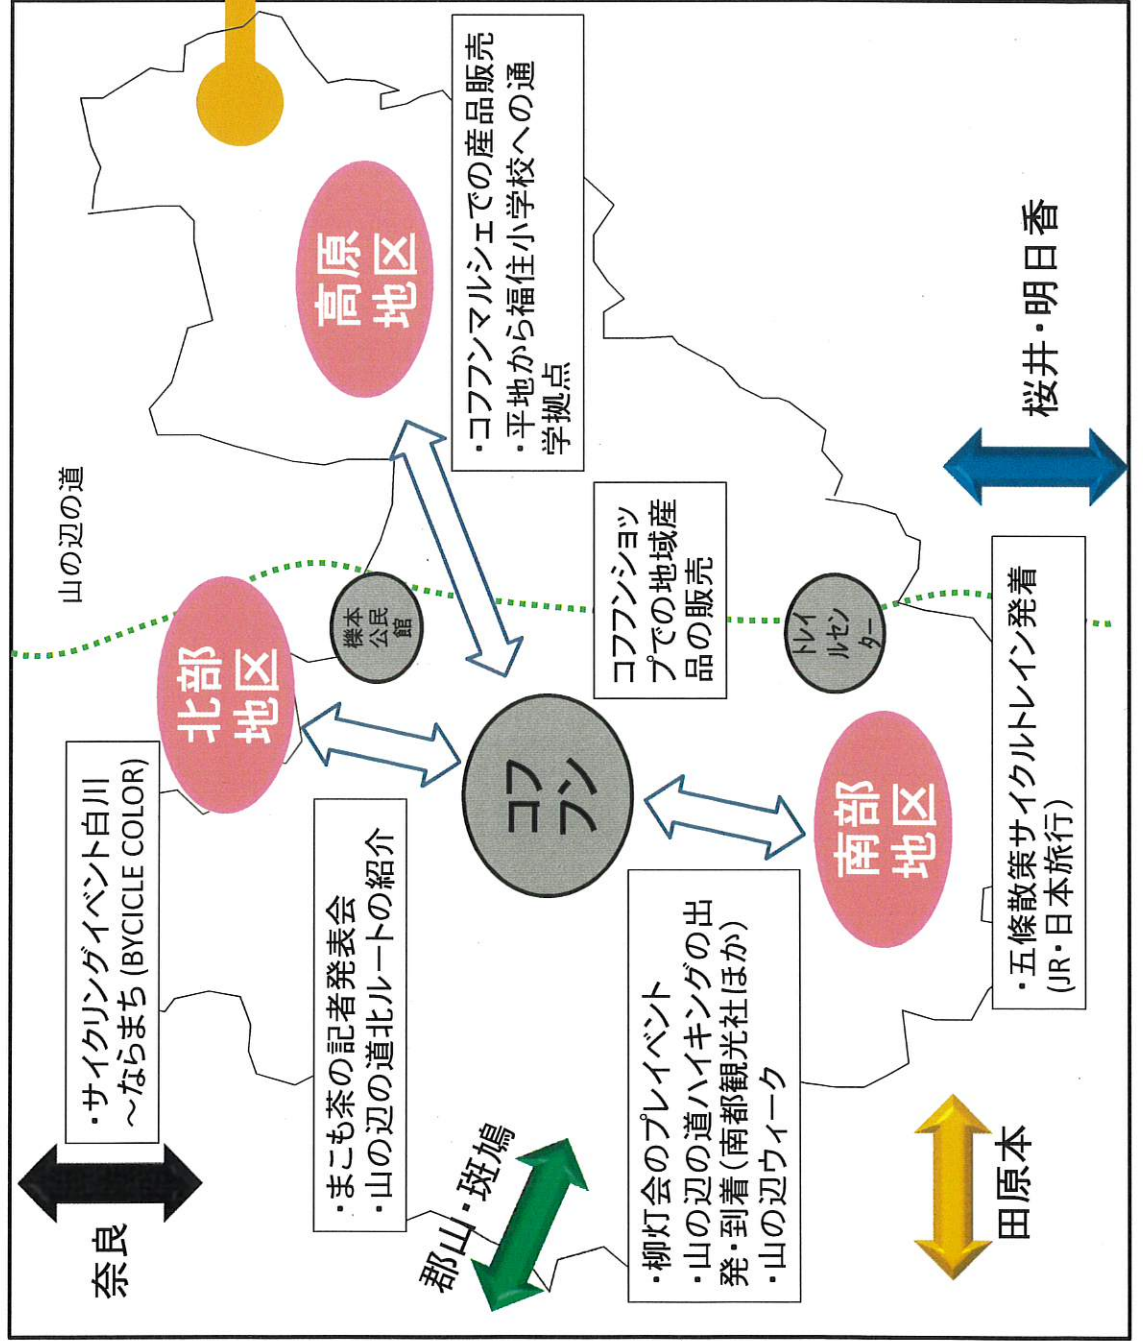 奈良
・サイクリングイベント白川
～ならまち(BYCICLE COLOR)
山の辺の道
北部
地区
高原
地区
櫟本
公民
館
・まこも茶の記者発表会
・山の辺の道北ルートの紹介
郡山・斑鳩
コフ
フン
・コフフンマルシェでの産品販売
・平地から福住小学校への通
学拠点
コフフンショッ
プでの地域産
品の販売
・柳灯会のプレイベント
・山の辺の道ハイキングの出
発・到着(南都観光社ほか)
・山の辺ウィーク
南部
地区
トレイ
ルセン
ター
田原本
・五條散策サイクルトレイン発着
(JR・日本旅行)
桜井・明日香